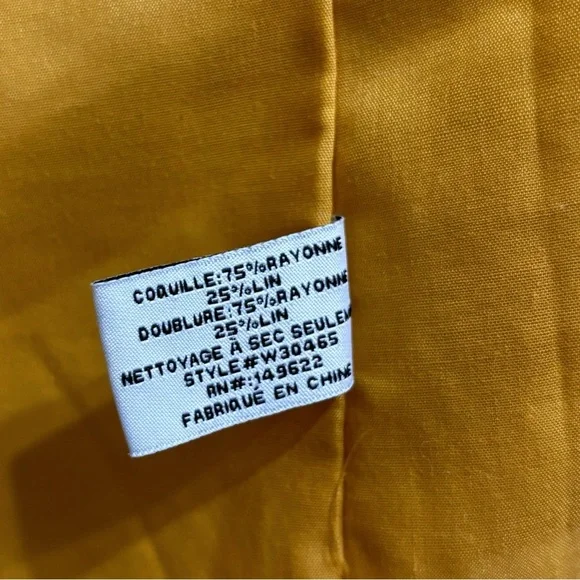 COQUILLE:75%RAYONNE
25%LIN
DOUBLURE:75%RAYONNE
25%LIN
NETTOYAGE À SEC SEULEM
STYLE#W30465
RN#:149622
FABRIQUÉ EN CHINE